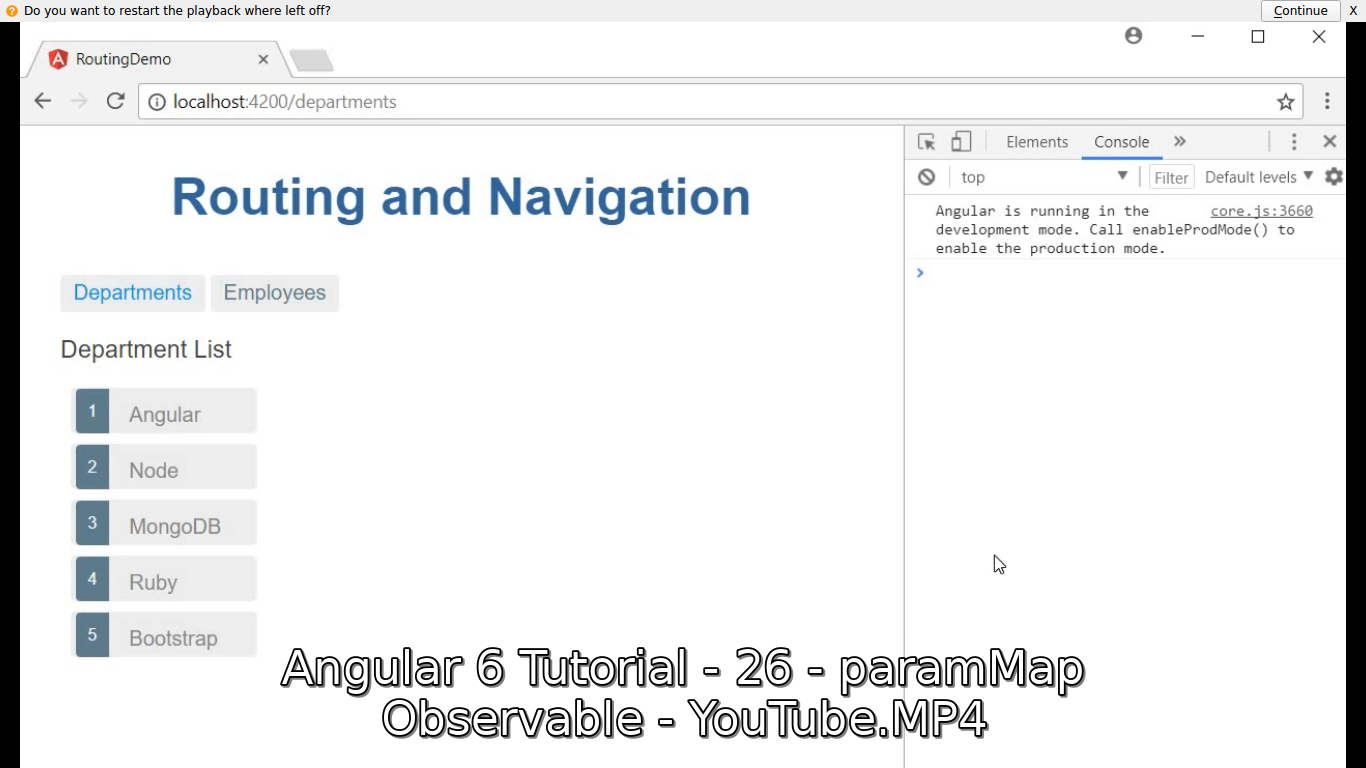 Do you want to restart the playback where left off?
Continue
X
RoutingDemo
localhost:4200/departments
Elements
Console
top
Filter
Default levels
Angular is running in the core.js:3660
development mode. Call enableProdMode() to
enable the production mode.
Routing and Navigation
Departments
Employees
Department List
1 Angular
2 Node
3 MongoDB
4 Ruby
5 Bootstrap
Angular 6 Tutorial - 26 - paramMap
Observable - YouTube.MP4